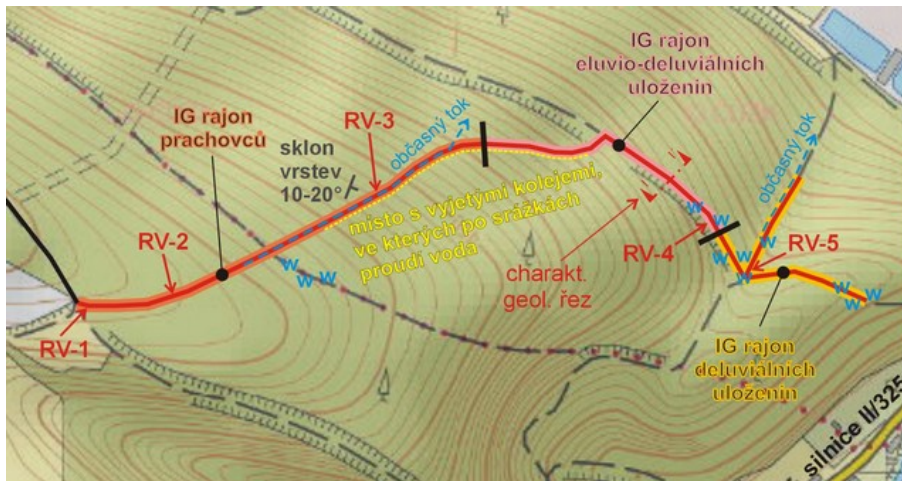 IG rajon
eluvio-deluviálních
uloženin
IG rajon
prachovců
RV-3
občasný tok
sklon
vrstev
10-20°
místo s vyjetými kolejemi,
ve kterých po srážkách
proudí voda
občasný tok
RV-2
w w w
w w
RV-4
w w
RV-5
charakt.
geol. řez
w w
w w w
RV-1
IG rajon
deluviálních
uloženin
silnice II/325